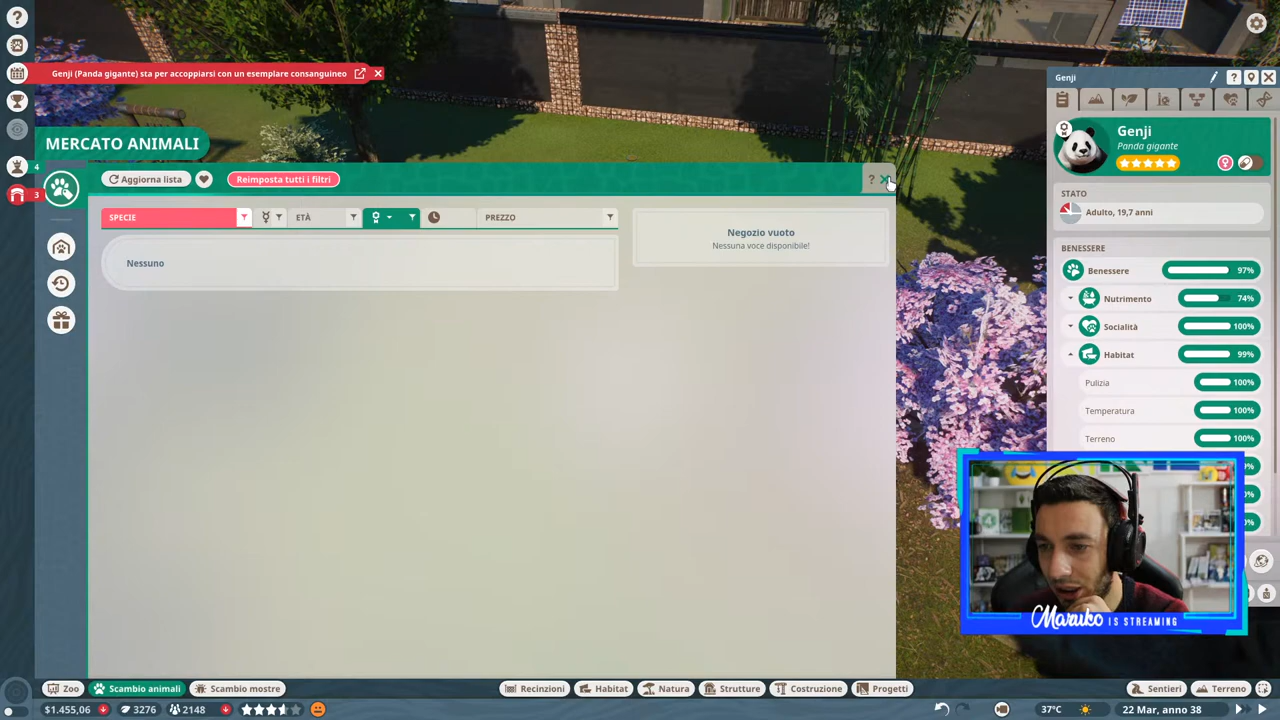 Genji (Panda gigante) sta per accoppiarsi con un esemplare consanguineo
Genji
MERCATO ANIMALI
Genji
Panda gigante
4
3
Aggiorna lista
Reimposta tutti i filtri
STATO
Adulto, 19,7 anni
SPECIE
ETÀ
PREZZO
Negozio vuoto
Nessuna voce disponibile!
Nessuno
BENESSERE
Benessere
97%
Nutrimento
74%
Socialità
100%
Habitat
99%
Pulizia
100%
Temperatura
100%
Terreno
100%
Maruko IS STREAMING
Zoo
Scambio animali
Scambio mostre
Recinzioni
Habitat
Natura
Strutture
Costruzione
Progetti
Sentieri
Terreno
$1.455,06
3276
2148
37°C
22 Mar, anno 38